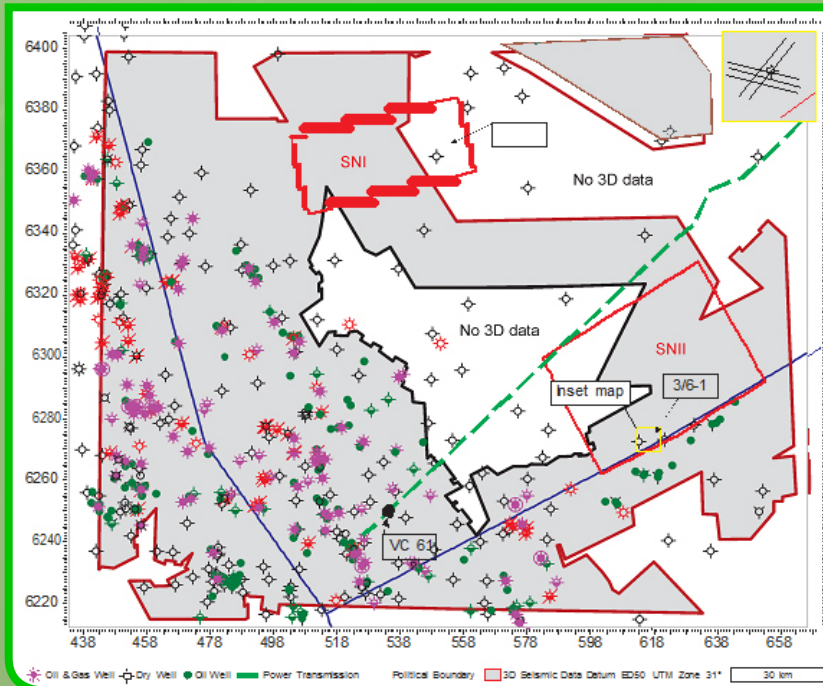 6400
6380
6360
6340
6320
6300
6280
6260
6240
6220
SNI
No 3D data
No 3D data
SNII
Inset map
3/6-1
VC 61
438 458 478 498 518 538 558 578 598 618 638 658
Oil & Gas Well Dry Well Oil Well Power Transmission Political Boundary 3D Seismic Data Datum ED50 UTM Zone 31* 30 km